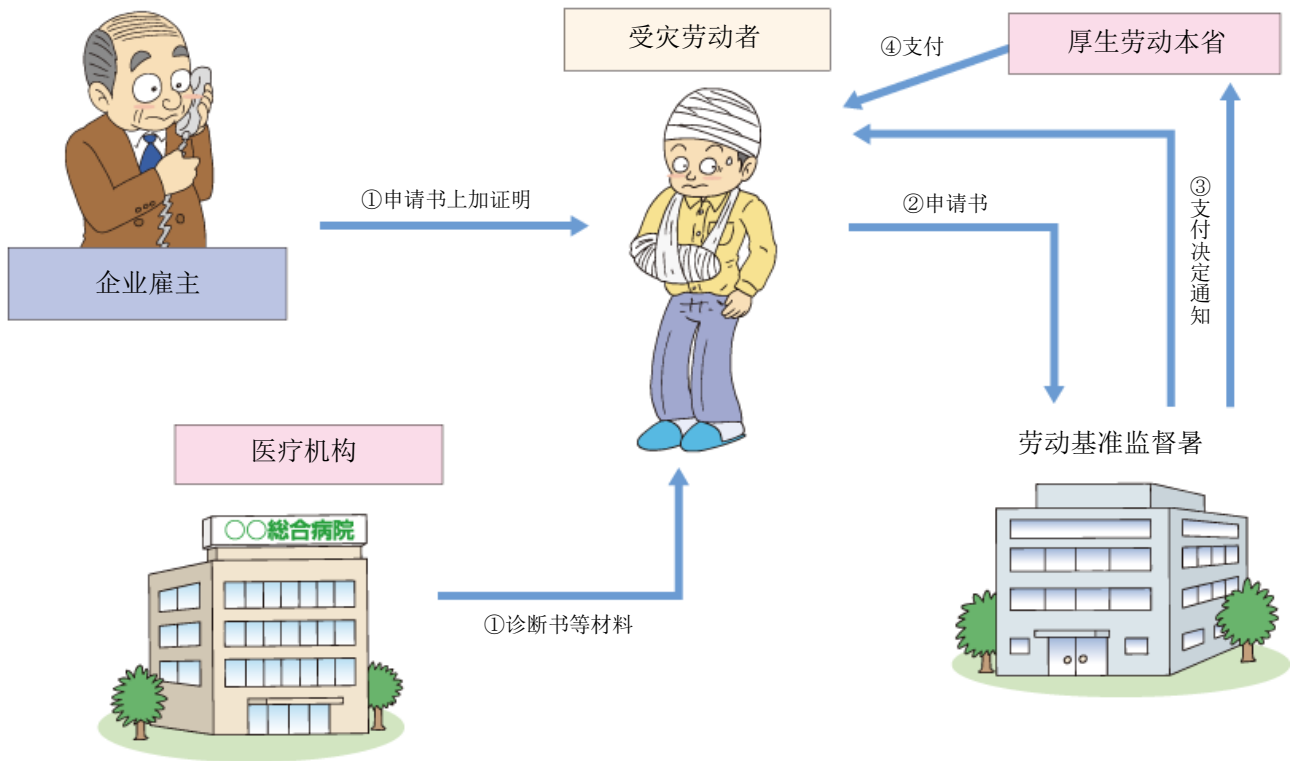 受灾劳动者
④支付
厚生劳动本省
①申请书上加证明
②申请书
③支付决定通知
企业雇主
医疗机构
劳动基准监督暑
〇〇総合病院
①诊断书等材料